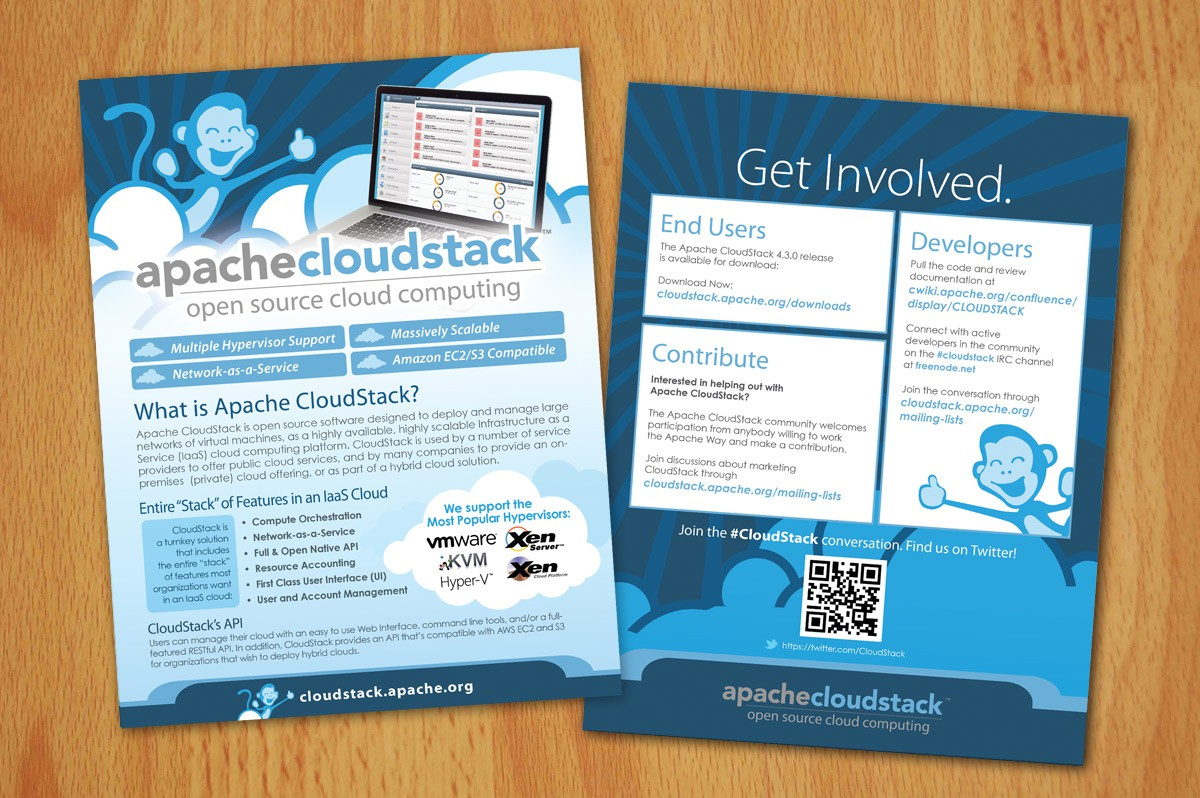 apachecloudstack™
open source cloud computing
Multiple Hypervisor Support
Massively Scalable
Network-as-a-Service
Amazon EC2/S3 Compatible
What is Apache CloudStack?
Apache CloudStack is open source software designed to deploy and manage large
networks of virtual machines, as a highly available, highly scalable Infrastructure as a
Service (IaaS) cloud computing platform. CloudStack is used by a number of service
providers to offer public cloud services, and by many companies to provide an on-
premises (private) cloud offering, or as part of a hybrid cloud solution.
Entire "Stack" of Features in an IaaS Cloud
CloudStack is
a turnkey solution
that includes
the entire "stack"
of features most
organizations want
in an IaaS cloud:
• Compute Orchestration
• Network-as-a-Service
• Full & Open Native API
• Resource Accounting
• First Class User Interface (UI)
• User and Account Management
We support the
Most Popular Hypervisors:
vmware
Xen
Server™
KVM
Hyper-V™
Xen
Cloud Platform
CloudStack's API
Users can manage their cloud with an easy to use Web Interface, command line tools, and/or a full-
featured RESTful API. In addition, CloudStack provides an API that's compatible with AWS EC2 and S3
for organizations that wish to deploy hybrid clouds.
cloudstack.apache.org
Get Involved.
End Users
The Apache CloudStack 4.3.0 release
is available for download:
Download Now:
cloudstack.apache.org/downloads
Contribute
Interested in helping out with
Apache CloudStack?
The Apache CloudStack community welcomes
participation from anybody willing to work
the Apache Way and make a contribution.
Join discussions about marketing
CloudStack through
cloudstack.apache.org/mailing-lists
Developers
Pull the code and review
documentation at
cwiki.apache.org/confluence/
display/CLOUDSTACK
Connect with active
developers in the community
on the #cloudstack IRC channel
at freenode.net
Join the conversation through
cloudstack.apache.org/
mailing-lists
Join the #CloudStack conversation. Find us on Twitter!
https://twitter.com/CloudStack
apachecloudstack™
open source cloud computing